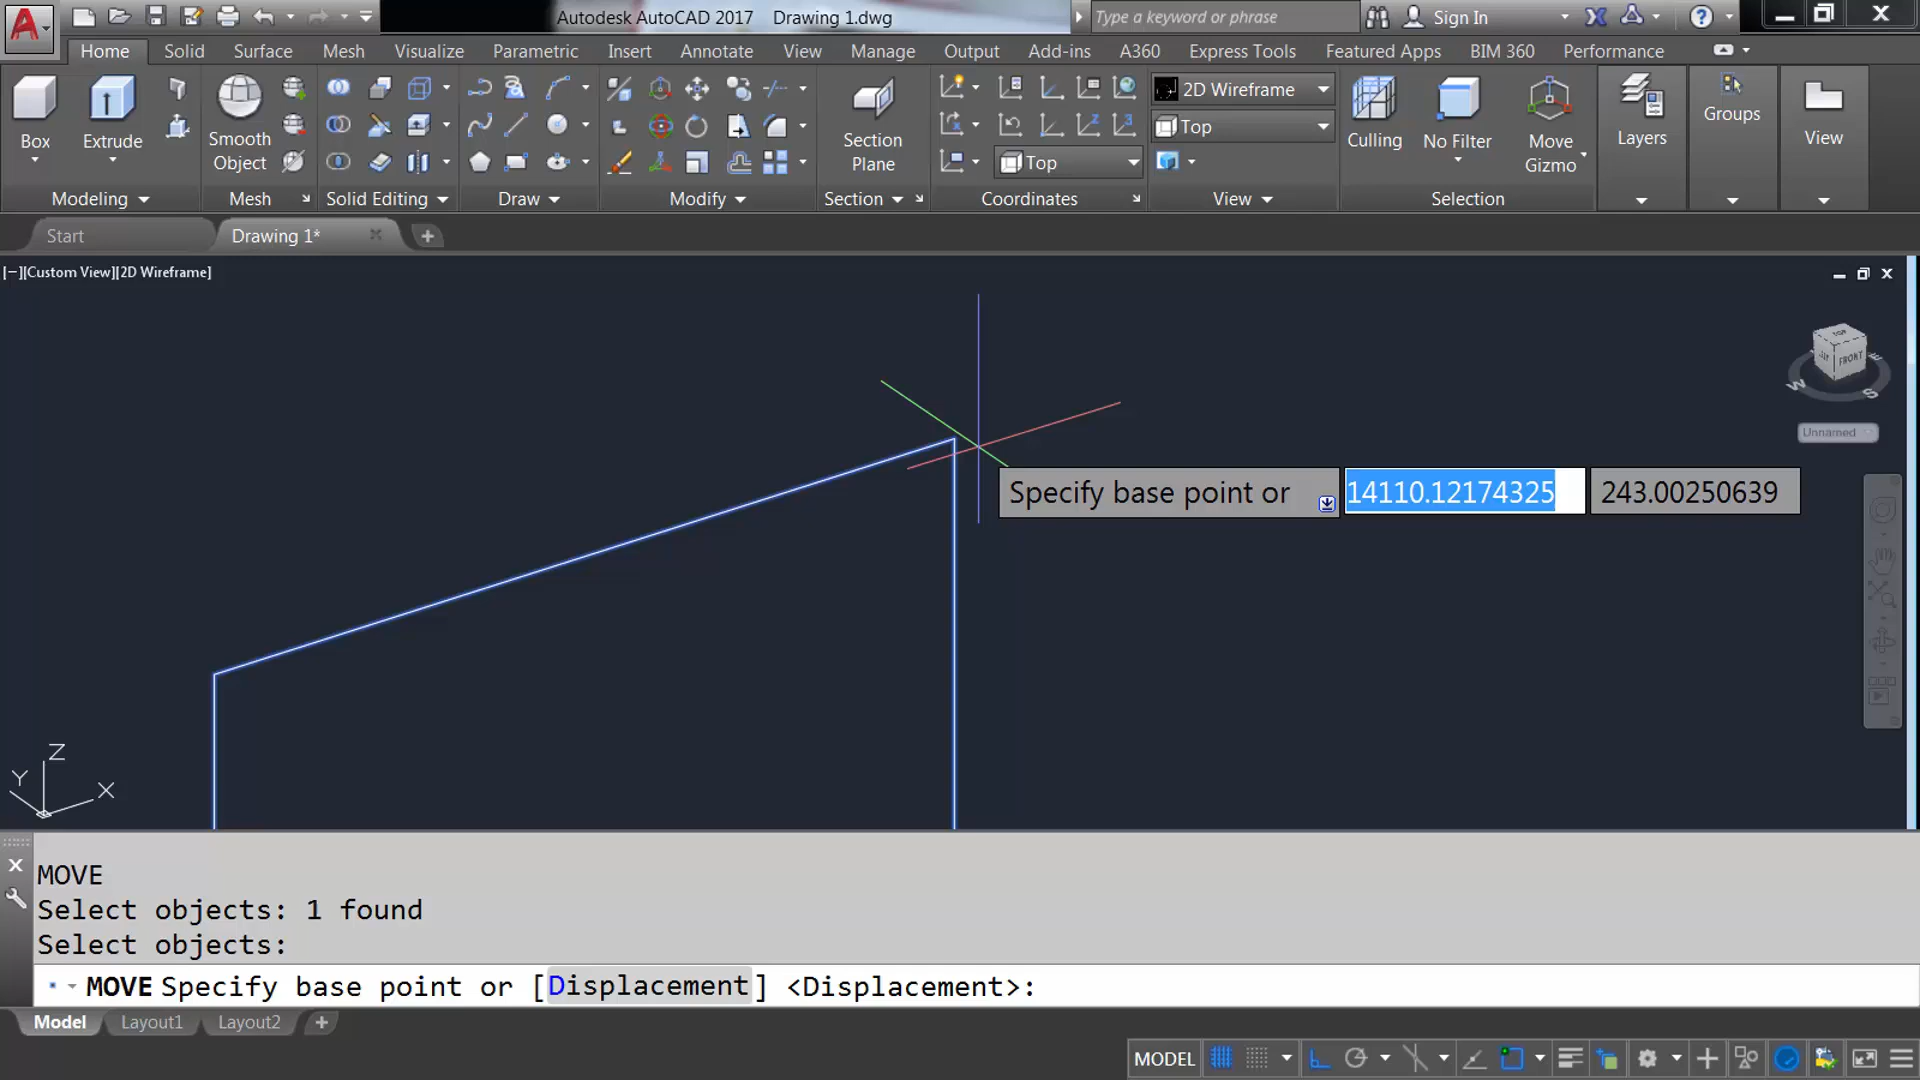 Autodesk AutoCAD 2017 Drawing 1.dwg
Type a keyword or phrase
Sign In
Home Solid Surface Mesh Visualize Parametric Insert Annotate View Manage Output Add-ins A360 Express Tools Featured Apps BIM 360 Performance
Box
Extrude
Smooth
Object
Section
Plane
2D Wireframe
Top
Top
Culling
No Filter
Move
Gizmo
Layers
Groups
View
Modeling Mesh Solid Editing Draw Modify Section Coordinates View Selection
Start Drawing 1*
[−][Custom View][2D Wireframe]
TOP
FRONT
W
S
Unnamed
Specify base point or 14110.12174325 243.00250639
Z
Y
X
MOVE
Select objects: 1 found
Select objects:
MOVE Specify base point or [Displacement] <Displacement>:
Model Layout1 Layout2
MODEL